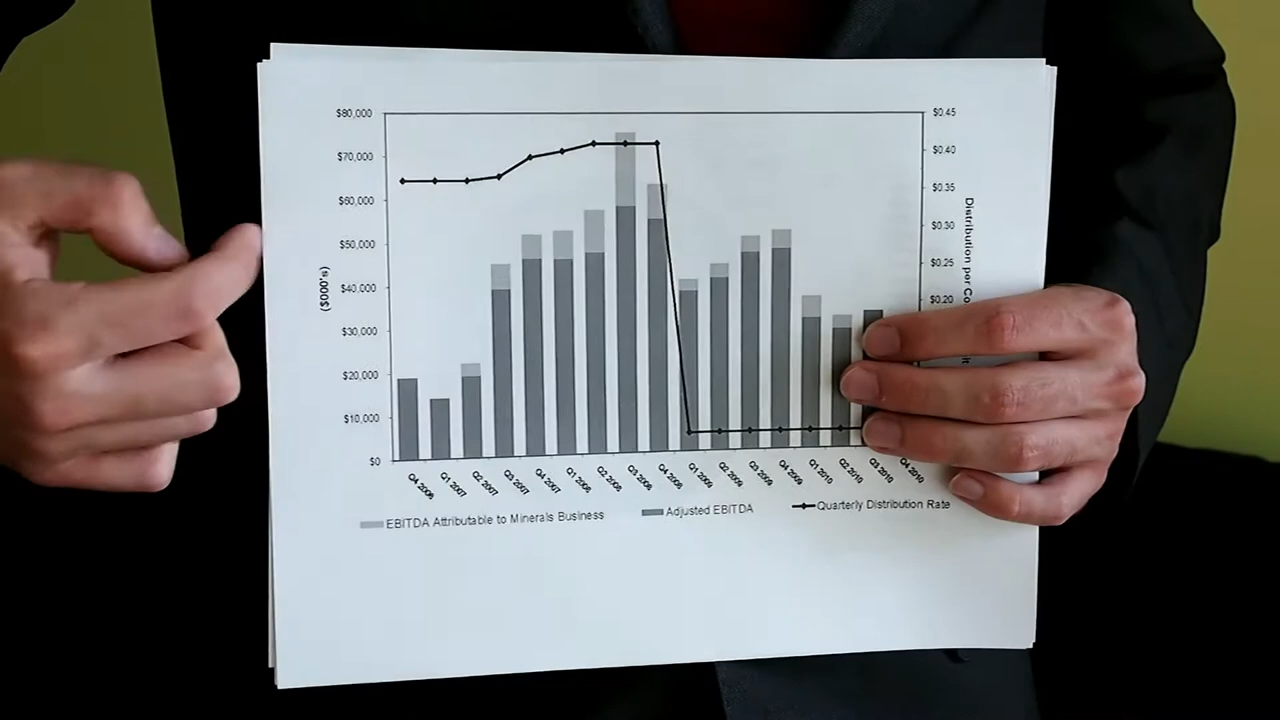 $80,000
$70,000
$60,000
$50,000
$40,000
$30,000
$20,000
$10,000
$0
($000's)
$0.45
$0.40
$0.35
$0.30
$0.25
$0.20
Distribution per
Q4 2006
Q1 2007
Q2 2007
Q3 2007
Q4 2007
Q1 2008
Q2 2008
Q3 2008
Q4 2008
Q1 2009
Q2 2009
Q3 2009
Q4 2009
Q1 2010
Q2 2010
Q3 2010
Q4 2010
EBITDA Attributable to Minerals Business
Adjusted EBITDA
Quarterly Distribution Rate